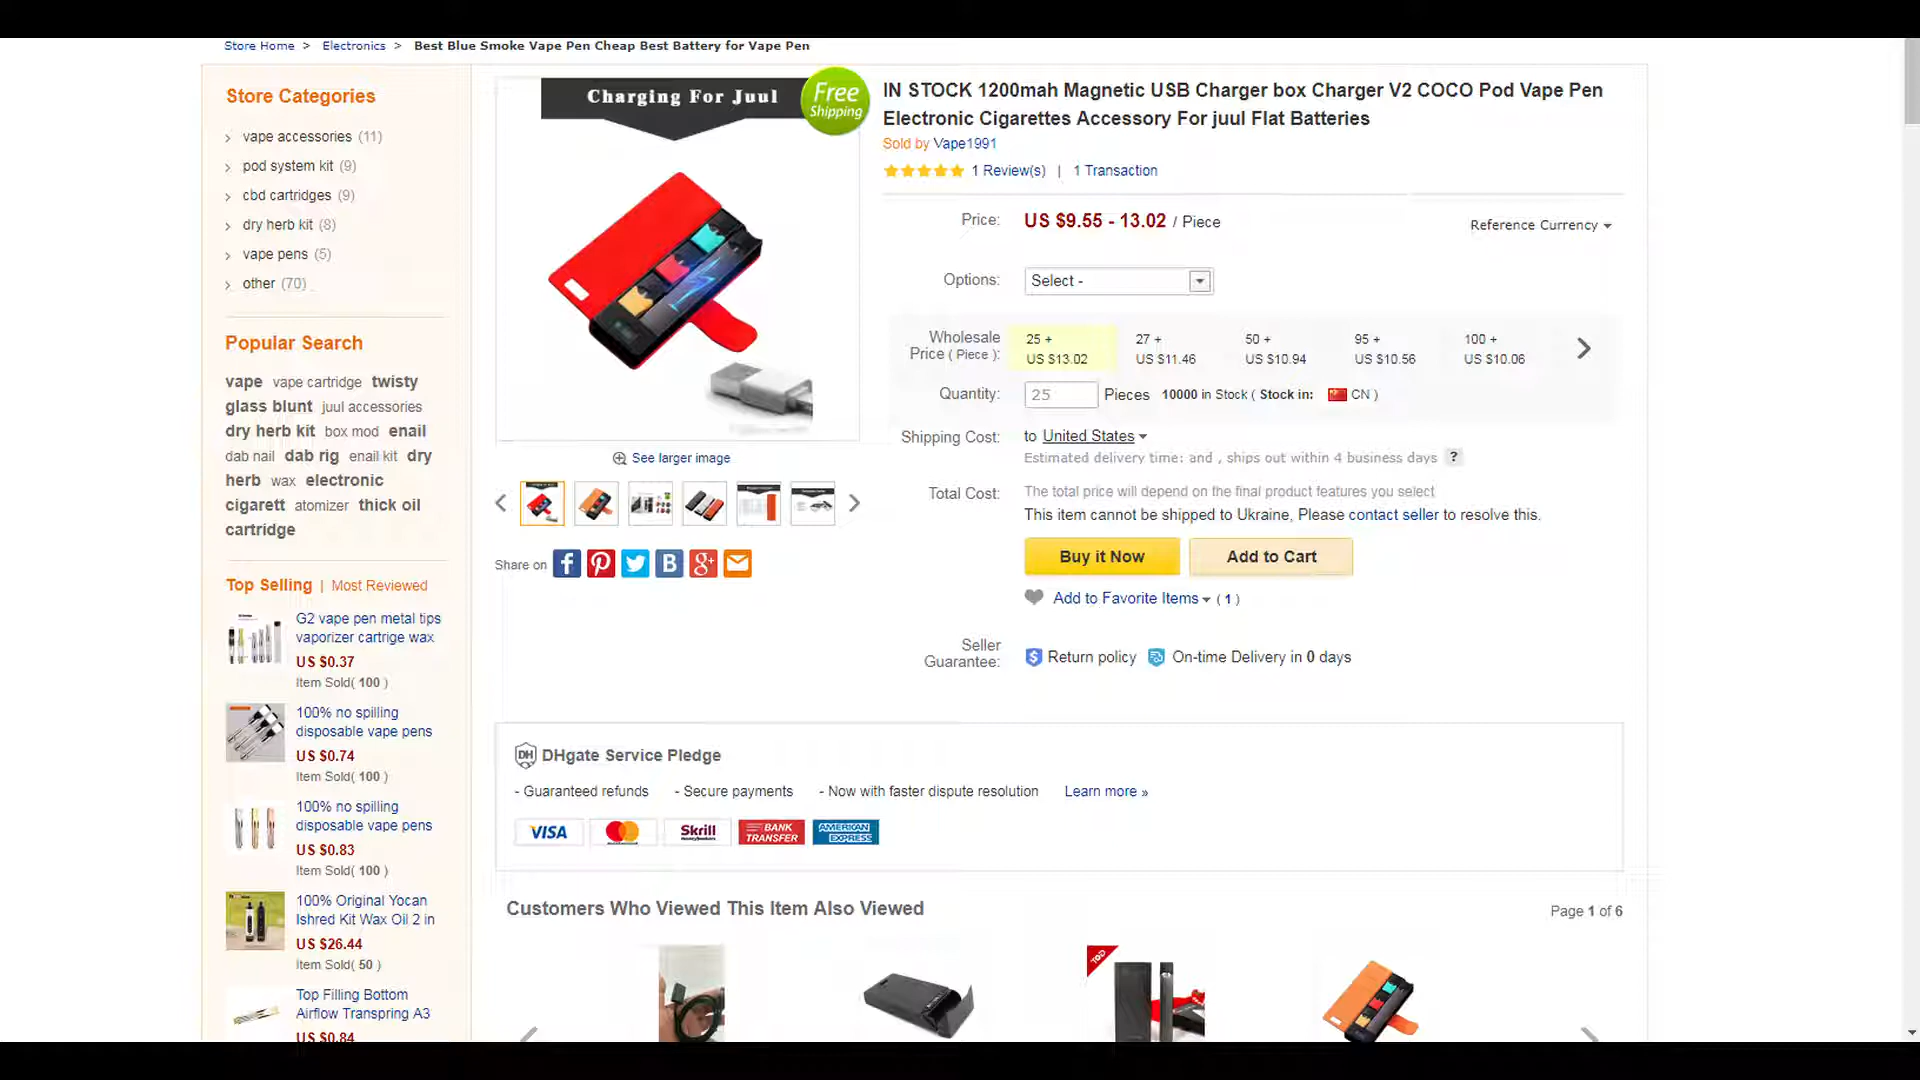 Store Home > Electronics > Best Blue Smoke Vape Pen Cheap Best Battery for Vape Pen
Store Categories
vape accessories (11)
pod system kit (9)
cbd cartridges (9)
dry herb kit (8)
vape pens (5)
other (70)
Popular Search
vape vape cartridge twisty
glass blunt juul accessories
dry herb kit box mod enail
dab nail dab rig enail kit dry
herb wax electronic
cigarett atomizer thick oil
cartridge
Top Selling | Most Reviewed
G2 vape pen metal tips
vaporizer cartrige wax
US $0.37
Item Sold( 100 )
100% no spilling
disposable vape pens
US $0.74
Item Sold( 100 )
100% no spilling
disposable vape pens
US $0.83
Item Sold( 100 )
100% Original Yocan
Ishred Kit Wax Oil 2 in
US $26.44
Item Sold( 50 )
Top Filling Bottom
Airflow Transpring A3
US $0.84
Charging For Juul
Free
Shipping
See larger image
Share on
IN STOCK 1200mah Magnetic USB Charger box Charger V2 COCO Pod Vape Pen
Electronic Cigarettes Accessory For juul Flat Batteries
Sold by Vape1991
1 Review(s) | 1 Transaction
Price: US $9.55 - 13.02 / Piece
Reference Currency
Options: Select -
Wholesale
Price ( Piece ):
25 + 27 + 50 + 95 + 100 +
US $13.02 US $11.46 US $10.94 US $10.56 US $10.06
Quantity: 25 Pieces 10000 in Stock ( Stock in: CN )
Shipping Cost: to United States
Estimated delivery time: and , ships out within 4 business days ?
Total Cost: The total price will depend on the final product features you select
This item cannot be shipped to Ukraine, Please contact seller to resolve this.
Buy it Now Add to Cart
Add to Favorite Items ( 1 )
Seller
Guarantee:
Return policy On-time Delivery in 0 days
DH DHgate Service Pledge
- Guaranteed refunds - Secure payments - Now with faster dispute resolution Learn more »
VISA Skrill moneybookers BANK TRANSFER AMERICAN EXPRESS
Customers Who Viewed This Item Also Viewed
Page 1 of 6
TOP